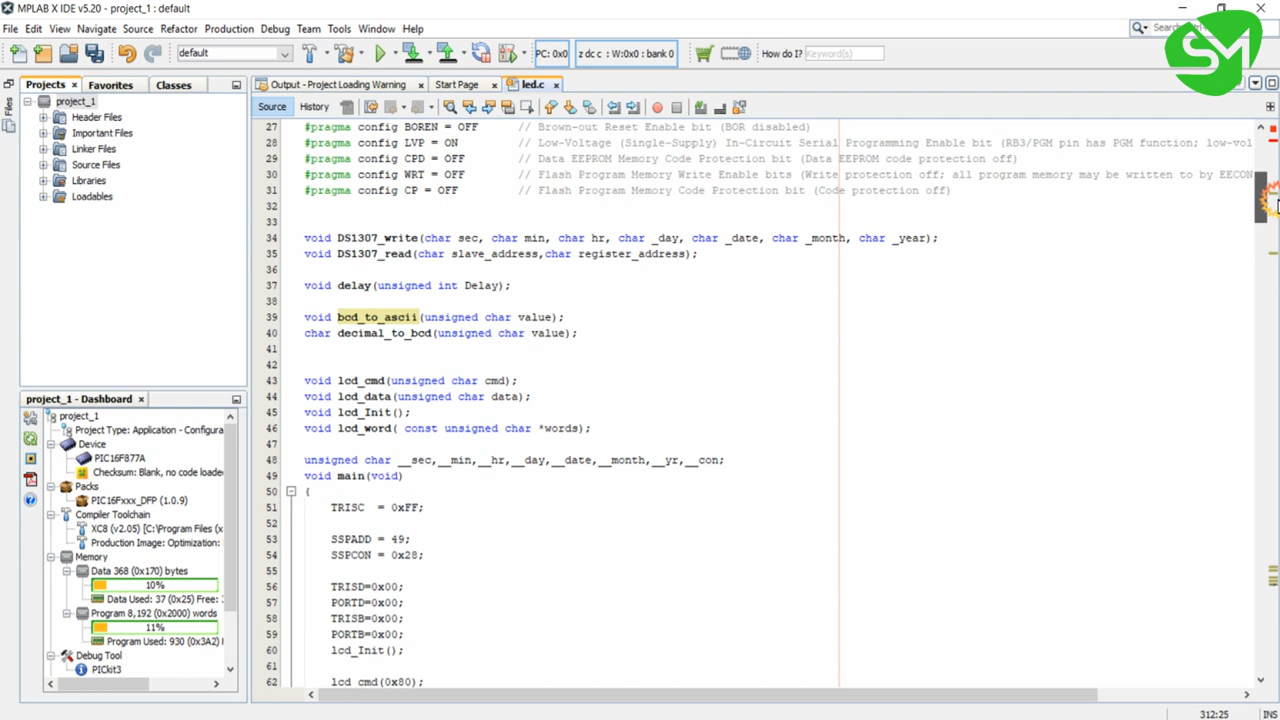 MPLAB X IDE v5.20 - project_1 : default
File Edit View Navigate Source Refactor Production Debug Team Tools Window Help
default
PC: 0x0
z dc c : W:0x0 : bank 0
How do I? Keyword(s)
SM
Projects Favorites Classes
Files
project_1
Header Files
Important Files
Linker Files
Source Files
Libraries
Loadables
project_1 - Dashboard
project_1
Project Type: Application - Configura
Device
PIC16F877A
Checksum: Blank, no code loade
Packs
PIC16Fxxx_DFP (1.0.9)
Compiler Toolchain
XC8 (v2.05) [C:\Program Files (x
Production Image: Optimization:
Memory
Data 368 (0x170) bytes
10%
Data Used: 37 (0x25) Free:
Program 8,192 (0x2000) words
11%
Program Used: 930 (0x3A2)
Debug Tool
PICkit3
Output - Project Loading Warning Start Page led.c
Source History
27 #pragma config BOREN = OFF // Brown-out Reset Enable bit (BOR disabled)
28 #pragma config LVP = ON // Low-Voltage (Single-Supply) In-Circuit Serial Programming Enable bit (RB3/PGM pin has PGM function; low-vol
29 #pragma config CPD = OFF // Data EEPROM Memory Code Protection bit (Data EEPROM code protection off)
30 #pragma config WRT = OFF // Flash Program Memory Write Enable bits (Write protection off; all program memory may be written to by EECON
31 #pragma config CP = OFF // Flash Program Memory Code Protection bit (Code protection off)
32
33
34 void DS1307_write(char sec, char min, char hr, char _day, char _date, char _month, char _year);
35 void DS1307_read(char slave_address,char register_address);
36
37 void delay(unsigned int Delay);
38
39 void bcd_to_ascii(unsigned char value);
40 char decimal_to_bcd(unsigned char value);
41
42
43 void lcd_cmd(unsigned char cmd);
44 void lcd_data(unsigned char data);
45 void lcd_Init();
46 void lcd_word( const unsigned char *words);
47
48 unsigned char __sec,__min,__hr,__day,__date,__month,__yr,__con;
49 void main(void)
50 {
51 TRISC = 0xFF;
52
53 SSPADD = 49;
54 SSPCON = 0x28;
55
56 TRISD=0x00;
57 PORTD=0x00;
58 TRISB=0x00;
59 PORTB=0x00;
60 lcd_Init();
61
62 lcd_cmd(0x80);
312:25 INS